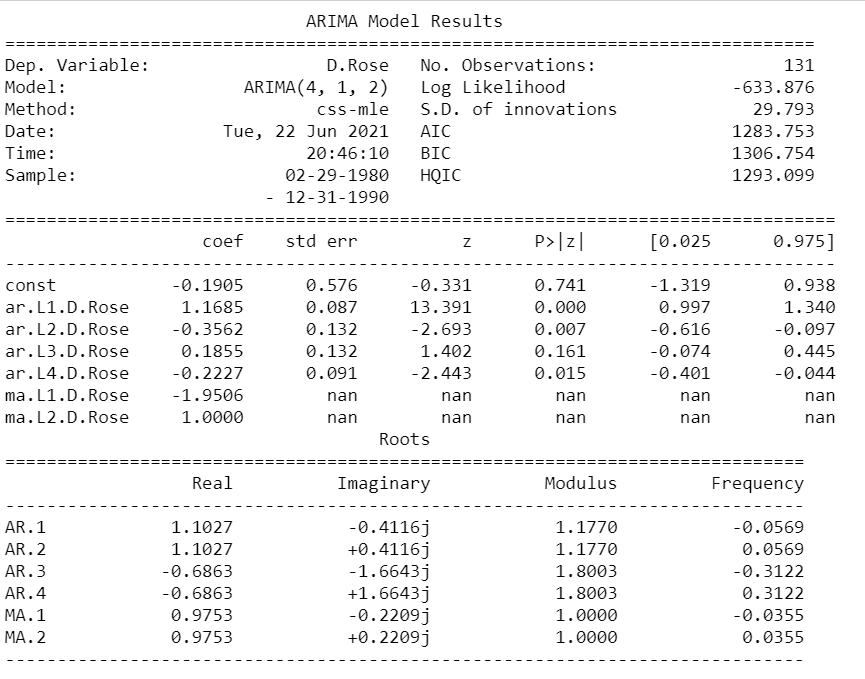 ARIMA Model Results
==============================================================================
Dep. Variable: D.Rose No. Observations: 131
Model: ARIMA(4, 1, 2) Log Likelihood -633.876
Method: css-mle S.D. of innovations 29.793
Date: Tue, 22 Jun 2021 AIC 1283.753
Time: 20:46:10 BIC 1306.754
Sample: 02-29-1980 HQIC 1293.099
- 12-31-1990
================================================================================
coef std err z P>|z| [0.025 0.975]
--------------------------------------------------------------------------------
const -0.1905 0.576 -0.331 0.741 -1.319 0.938
ar.L1.D.Rose 1.1685 0.087 13.391 0.000 0.997 1.340
ar.L2.D.Rose -0.3562 0.132 -2.693 0.007 -0.616 -0.097
ar.L3.D.Rose 0.1855 0.132 1.402 0.161 -0.074 0.445
ar.L4.D.Rose -0.2227 0.091 -2.443 0.015 -0.401 -0.044
ma.L1.D.Rose -1.9506 nan nan nan nan nan
ma.L2.D.Rose 1.0000 nan nan nan nan nan
Roots
=============================================================================
Real Imaginary Modulus Frequency
-----------------------------------------------------------------------------
AR.1 1.1027 -0.4116j 1.1770 -0.0569
AR.2 1.1027 +0.4116j 1.1770 0.0569
AR.3 -0.6863 -1.6643j 1.8003 -0.3122
AR.4 -0.6863 +1.6643j 1.8003 0.3122
MA.1 0.9753 -0.2209j 1.0000 -0.0355
MA.2 0.9753 +0.2209j 1.0000 0.0355
-----------------------------------------------------------------------------